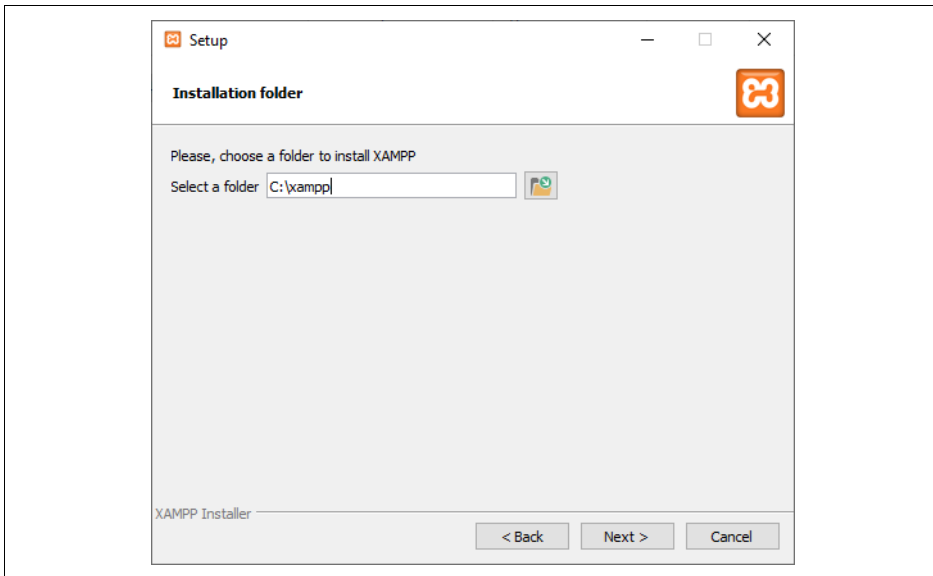 Setup
Installation folder
Please, choose a folder to install XAMPP
Select a folder C:\xampp
XAMPP Installer
< Back Next > Cancel